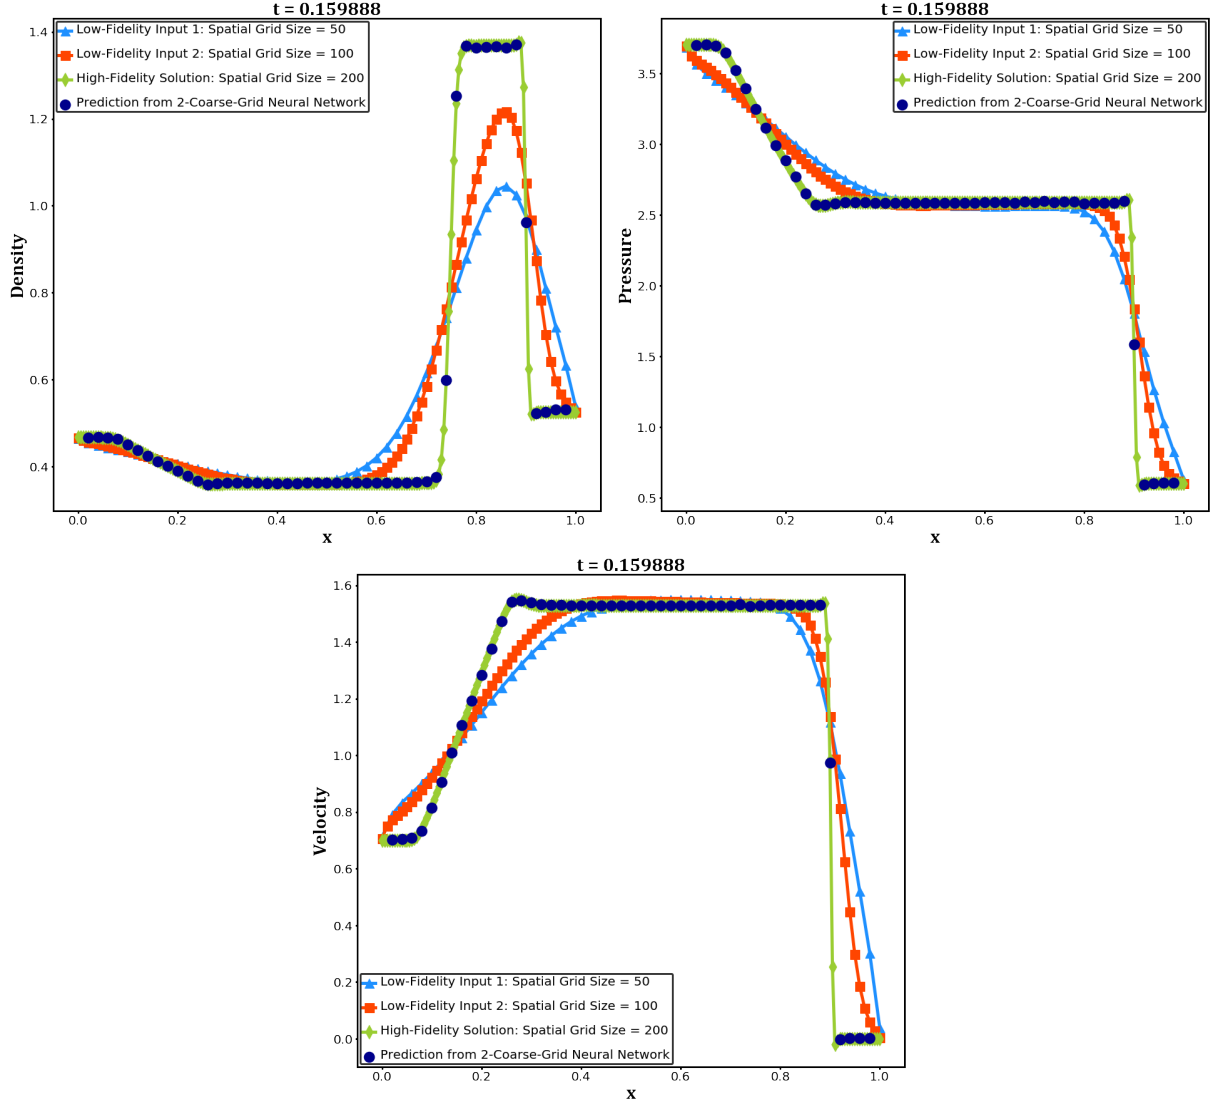 t = 0.159888
1.4
1.2
1.0
0.8
0.6
0.4
Density
Low-Fidelity Input 1: Spatial Grid Size = 50
Low-Fidelity Input 2: Spatial Grid Size = 100
High-Fidelity Solution: Spatial Grid Size = 200
Prediction from 2-Coarse-Grid Neural Network
0.0 0.2 0.4 0.6 0.8 1.0
x
t = 0.159888
3.5
3.0
2.5
2.0
1.5
1.0
0.5
Pressure
Low-Fidelity Input 1: Spatial Grid Size = 50
Low-Fidelity Input 2: Spatial Grid Size = 100
High-Fidelity Solution: Spatial Grid Size = 200
Prediction from 2-Coarse-Grid Neural Network
0.0 0.2 0.4 0.6 0.8 1.0
x
t = 0.159888
1.6
1.4
1.2
1.0
0.8
0.6
0.4
0.2
0.0
Velocity
Low-Fidelity Input 1: Spatial Grid Size = 50
Low-Fidelity Input 2: Spatial Grid Size = 100
High-Fidelity Solution: Spatial Grid Size = 200
Prediction from 2-Coarse-Grid Neural Network
0.0 0.2 0.4 0.6 0.8 1.0
x